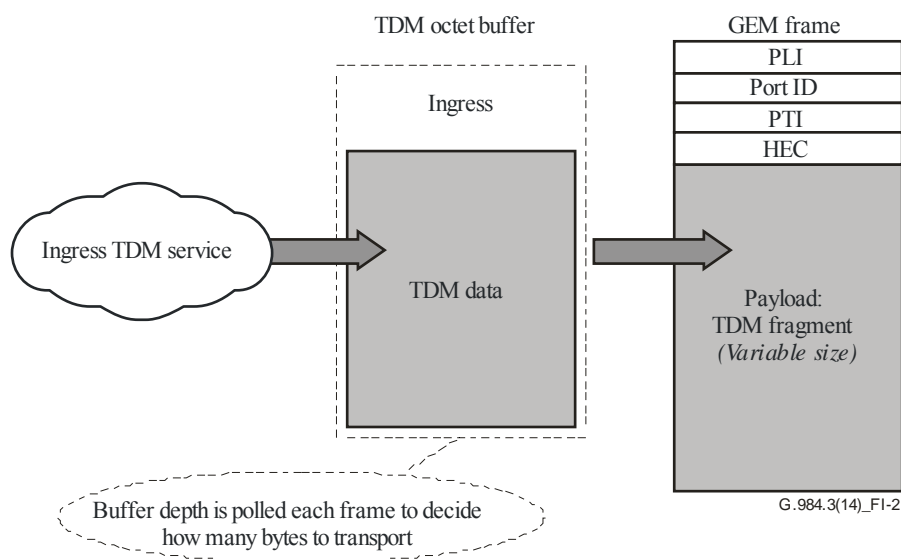 TDM octet buffer
GEM frame
PLI
Port ID
PTI
HEC
Ingress
Ingress TDM service
TDM data
Payload:
TDM fragment
(Variable size)
Buffer depth is polled each frame to decide
how many bytes to transport
G.984.3(14)_FI-2